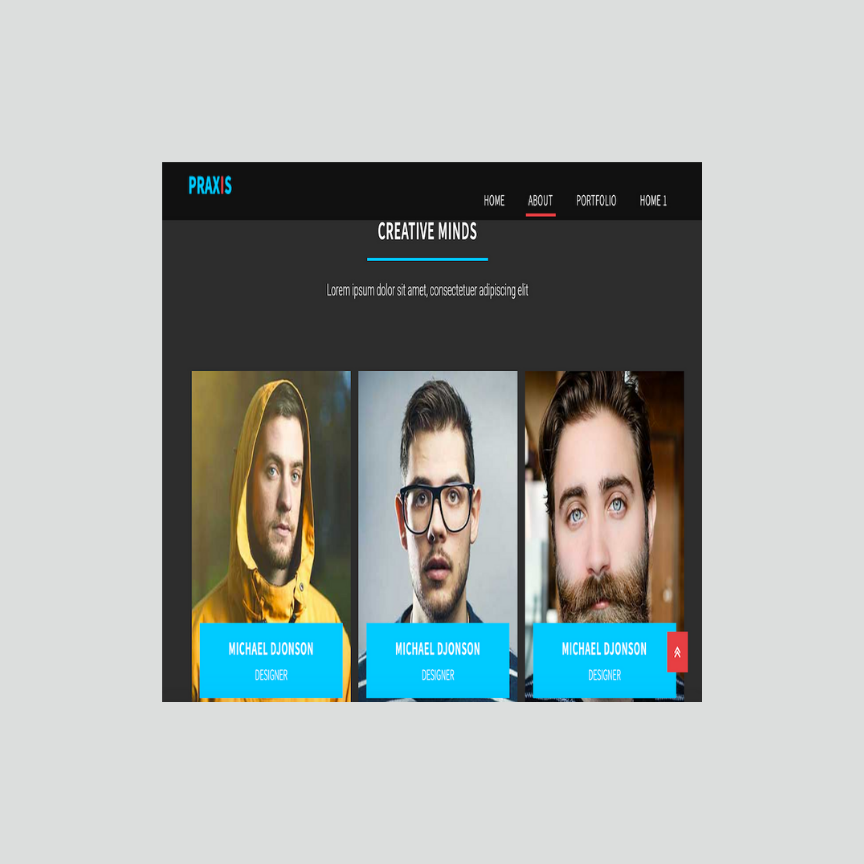 PRAXIS
HOME ABOUT PORTFOLIO HOME 1
CREATIVE MINDS
Lorem ipsum dolor sit amet, consectetuer adipiscing elit
MICHAEL DJONSON MICHAEL DJONSON MICHAEL DJONSON
DESIGNER DESIGNER DESIGNER